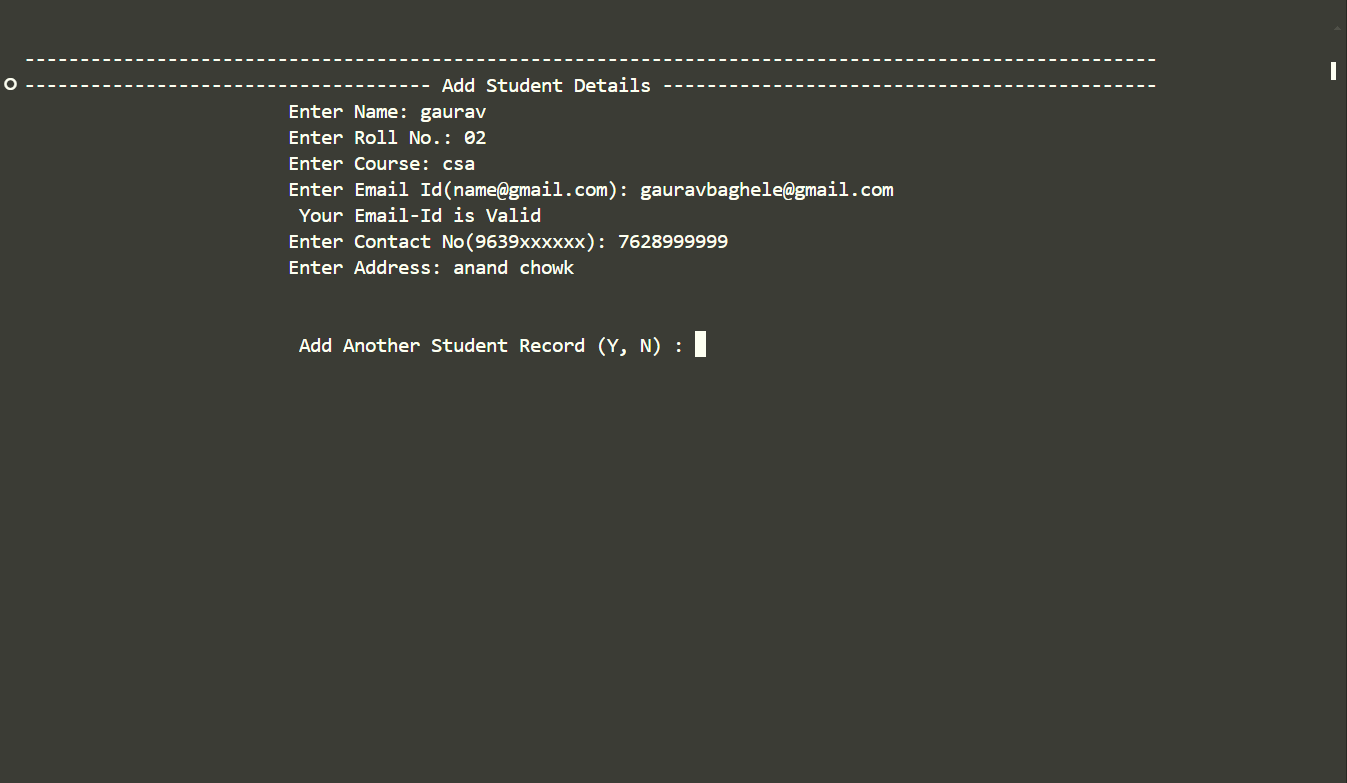 --------------------------------------------------------------------------------------------------------
------------------------------------- Add Student Details ---------------------------------------------
Enter Name: gaurav
Enter Roll No.: 02
Enter Course: csa
Enter Email Id(name@gmail.com): gauravbaghele@gmail.com
Your Email-Id is Valid
Enter Contact No(9639xxxxxx): 7628999999
Enter Address: anand chowk
Add Another Student Record (Y, N) :